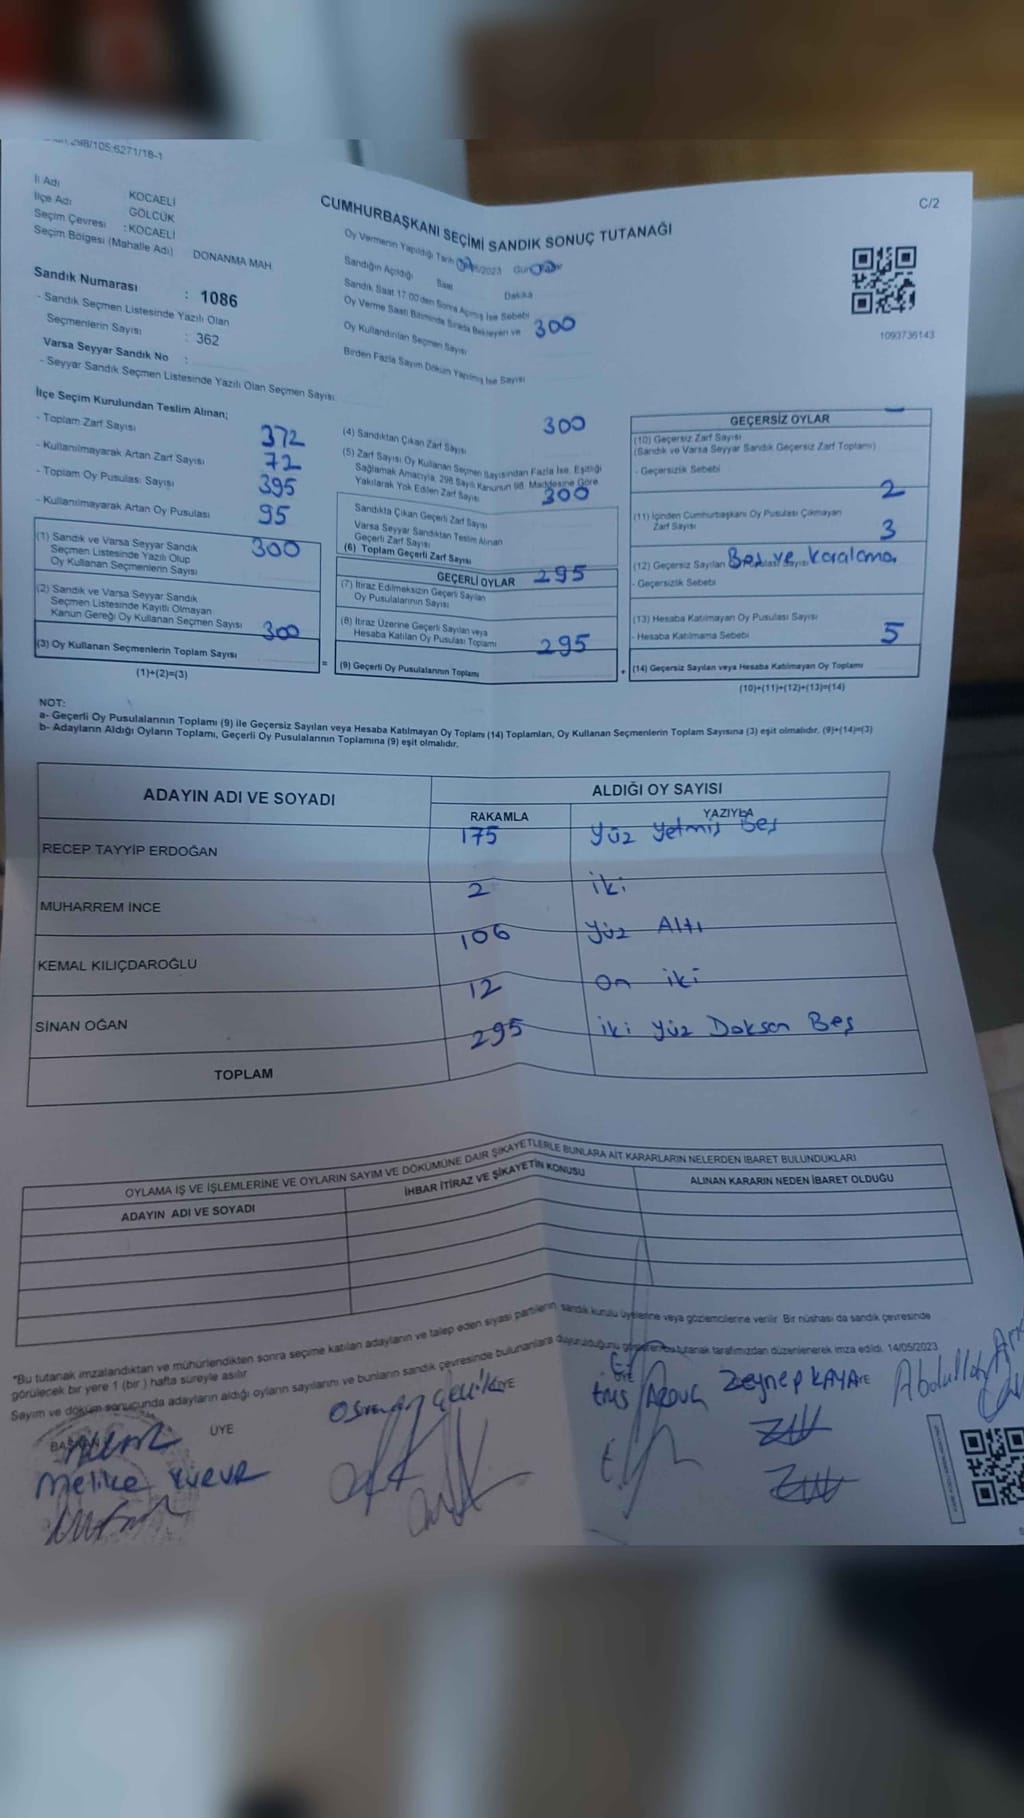 298/105:6271/18-1
C/2
İl Adı KOCAELİ
İlçe Adı GÖLCÜK
Seçim Çevresi : KOCAELİ
Seçim Bölgesi (Mahalle Adı) DONANMA MAH.
Sandık Numarası : 1086
- Sandık Seçmen Listesinde Yazılı Olan
Seçmenlerin Sayısı : 362
Varsa Seyyar Sandık No :
- Seyyar Sandık Seçmen Listesinde Yazılı Olan Seçmen Sayısı
CUMHURBAŞKANI SEÇİMİ SANDIK SONUÇ TUTANAĞI
Oy Vermenin Yapıldığı Tarih /2023 Gün
Sandığın Açıldığı Saat Dakika
Sandık Saat 17:00'den Sonra Açılmış İse Sebebi
Oy Verme Saati Bitiminde Sırada Bekleyen ve 300
Oy Kullandırılan Seçmen Sayısı
Birden Fazla Sayım Döküm Yapılmış İse Sayısı
1093736143
İlçe Seçim Kurulundan Teslim Alınan;
- Toplam Zarf Sayısı 372
- Kullanılmayarak Artan Zarf Sayısı 72
- Toplam Oy Pusulası Sayısı 395
- Kullanılmayarak Artan Oy Pusulası 95
(1) Sandık ve Varsa Seyyar Sandık 300
Seçmen Listesinde Yazılı Olup
Oy Kullanan Seçmenlerin Sayısı
(2) Sandık ve Varsa Seyyar Sandık
Seçmen Listesinde Kayıtlı Olmayan
Kanun Gereği Oy Kullanan Seçmen Sayısı 300
(3) Oy Kullanan Seçmenlerin Toplam Sayısı
(1)+(2)=(3)
=
(4) Sandıktan Çıkan Zarf Sayısı 300
(5) Zarf Sayısı Oy Kullanan Seçmen Sayısından Fazla İse, Eşitliği
Sağlamak Amacıyla, 298 Sayılı Kanunun 98. Maddesine Göre
Yakılarak Yok Edilen Zarf Sayısı 300
Sandıkta Çıkan Geçerli Zarf Sayısı
Varsa Seyyar Sandıktan Teslim Alınan
Geçerli Zarf Sayısı
(6) Toplam Geçerli Zarf Sayısı
GEÇERLİ OYLAR 295
(7) İtiraz Edilmeksizin Geçerli Sayılan
Oy Pusulalarının Sayısı
(8) İtiraz Üzerine Geçerli Sayılan veya
Hesaba Katılan Oy Pusulası Toplamı 295
(9) Geçerli Oy Pusulalarının Toplamı
+
GEÇERSİZ OYLAR
(10) Geçersiz Zarf Sayısı
(Sandık ve Varsa Seyyar Sandık Geçersiz Zarf Toplamı)
- Geçersizlik Sebebi
2
(11) İçinden Cumhurbaşkanı Oy Pusulası Çıkmayan
Zarf Sayısı 3
(12) Geçersiz Sayılan Sayısı Boş ve Karalama
- Geçersizlik Sebebi
(13) Hesaba Katılmayan Oy Pusulası Sayısı
- Hesaba Katılmama Sebebi 5
(14) Geçersiz Sayılan veya Hesaba Katılmayan Oy Toplamı
(10)+(11)+(12)+(13)=(14)
NOT:
a- Geçerli Oy Pusulalarının Toplamı (9) ile Geçersiz Sayılan veya Hesaba Katılmayan Oy Toplamı (14) Toplamları, Oy Kullanan Seçmenlerin Toplam Sayısına (3) eşit olmalıdır. (9)+(14)=(3)
b- Adayların Aldığı Oyların Toplamı, Geçerli Oy Pusulalarının Toplamına (9) eşit olmalıdır.
ADAYIN ADI VE SOYADI ALDIĞI OY SAYISI
RAKAMLA YAZIYLA
RECEP TAYYİP ERDOĞAN 175 Yüz Yetmiş Beş
MUHARREM İNCE 2 iki
KEMAL KILIÇDAROĞLU 106 Yüz Altı
SİNAN OĞAN 12 on iki
TOPLAM 295 iki yüz Doksan Beş
OYLAMA İŞ VE İŞLEMLERİNE VE OYLARIN SAYIM VE DÖKÜMÜNE DAİR ŞİKAYETLERLE BUNLARA AİT KARARLARIN NELERDEN İBARET BULUNDUKLARI
ADAYIN ADI VE SOYADI İHBAR İTİRAZ VE ŞİKAYETİN KONUSU ALINAN KARARIN NEDEN İBARET OLDUĞU
"Bu tutanak imzalandıktan ve mühürlendikten sonra seçime katılan adayların ve talep eden siyasi partilerin sandık kurulu üyelerine veya gözlemcilerine verilir. Bir nüshası da sandık çevresinde
görülecek bir yere 1 (bir) hafta süreyle asılır.
Sayım ve döküm sonucunda adayların aldığı oyların sayılarını ve bunların sandık çevresinde bulunanlara duyurulduğunu tutanak tarafımızdan düzenlenerek imza edildi. 14/05/2023
ÜYE
Melike
Osman Çelik
Zeynep KAYA
Abdullah